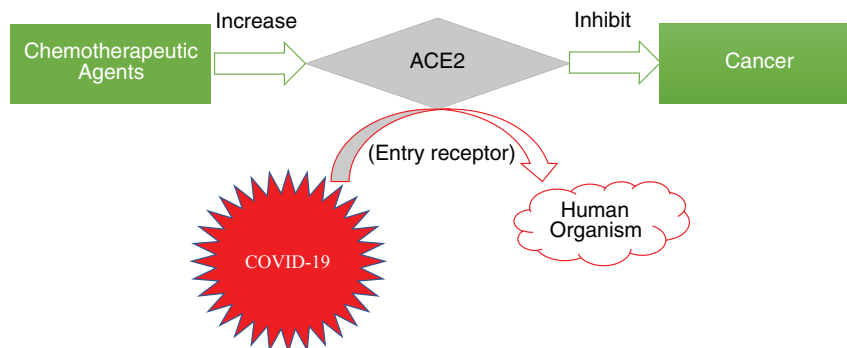 Increase
Inhibit
Chemotherapeutic
Agents
ACE2
Cancer
(Entry receptor)
Human
Organism
COVID-19